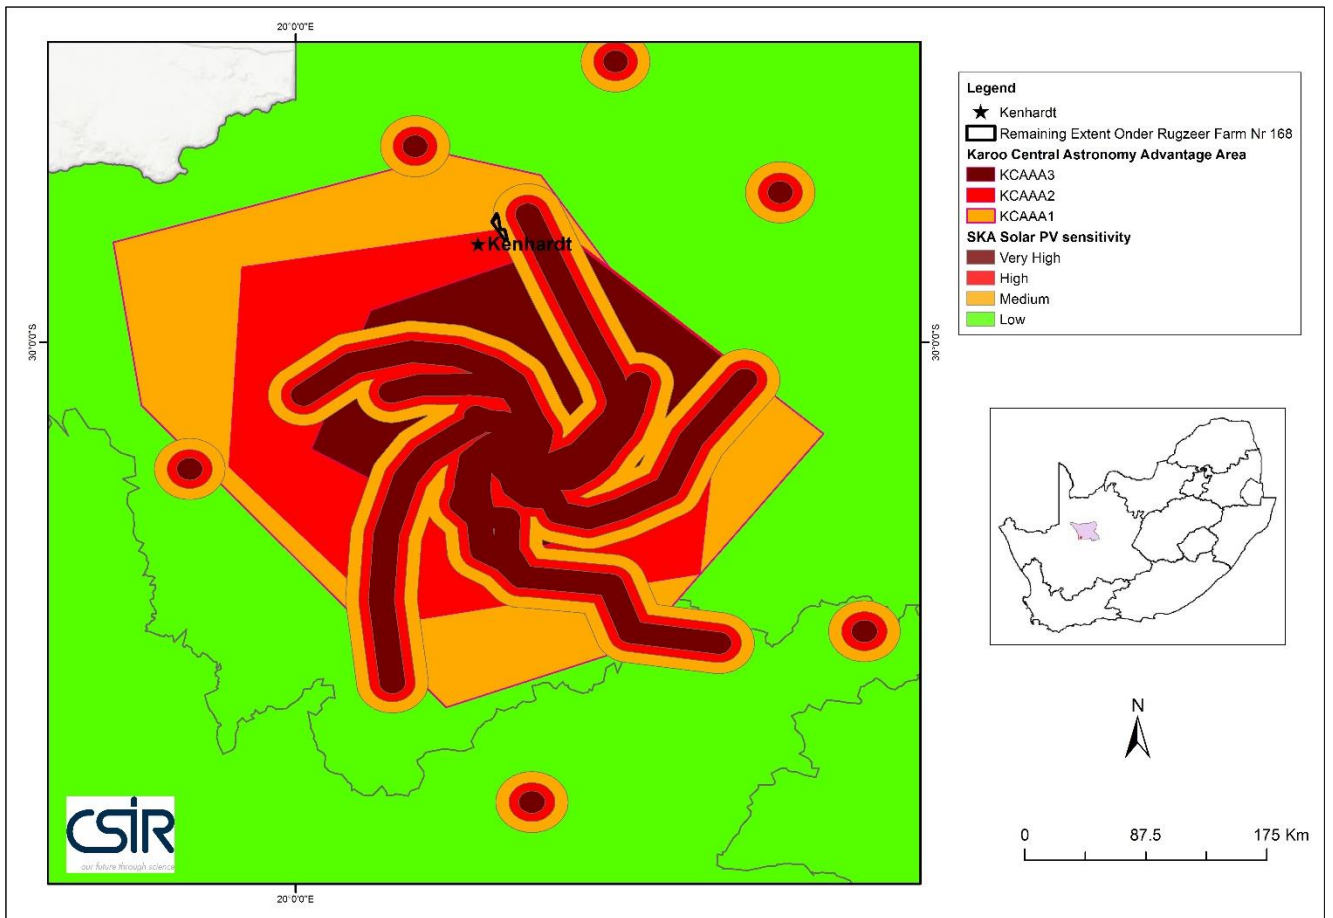 20°0'0"E
30°0'0"S
Kenhardt
30°0'0"S
CSIR
our future through science
20°0'0"E
Legend
Kenhardt
Remaining Extent Onder Rugzeer Farm Nr 168
Karoo Central Astronomy Advantage Area
KCAAA3
KCAAA2
KCAAA1
SKA Solar PV sensitivity
Very High
High
Medium
Low
N
0 87.5 175 Km